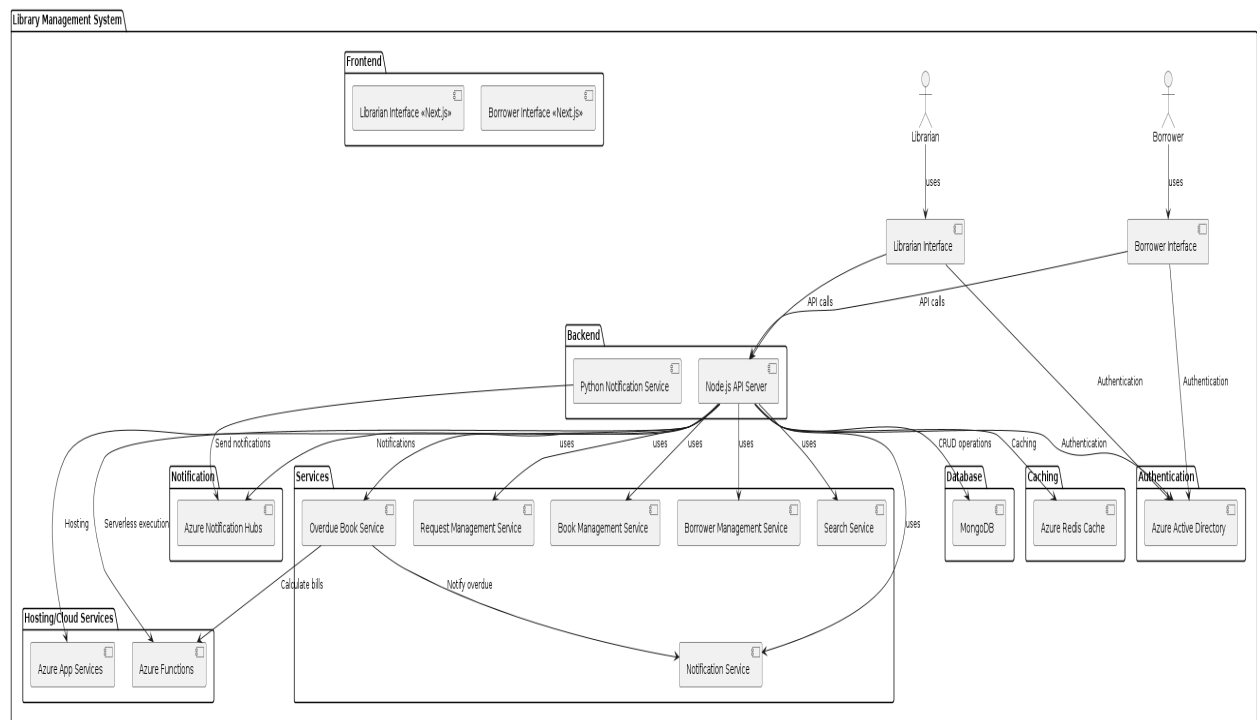 Library Management System
Frontend
Librarian Interface «Next.js»
Borrower Interface «Next.js»
Librarian
Borrower
uses
uses
Librarian Interface
Borrower Interface
API calls
API calls
Backend
Python Notification Service
Node.js API Server
Authentication
Authentication
Send notifications
Notifications
uses
uses
uses
uses
uses
CRUD operations
Caching
Authentication
Notification
Services
Database
Caching
Authentication
Azure Notification Hubs
Overdue Book Service
Request Management Service
Book Management Service
Borrower Management Service
Search Service
MongoDB
Azure Redis Cache
Azure Active Directory
Hosting
Serverless execution
uses
Calculate bills
Notify overdue
Hosting/Cloud Services
Azure App Services
Azure Functions
Notification Service